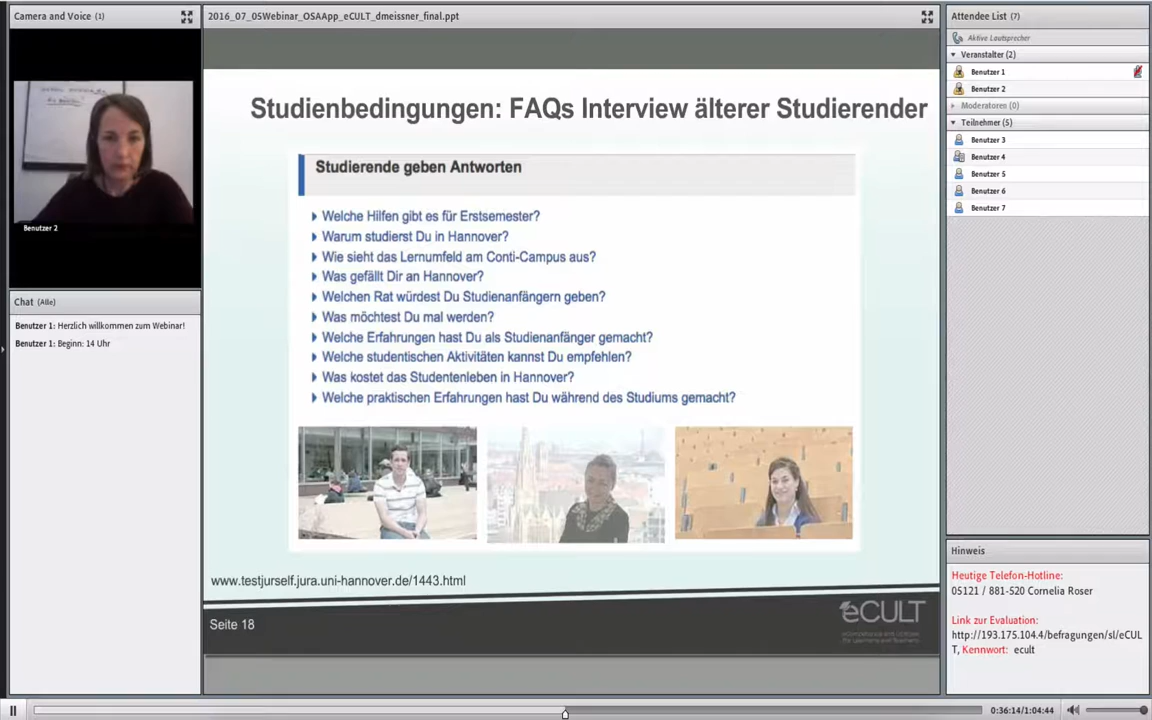 Camera and Voice (1)
2016_07_05Webinar_OSAApp_eCULT_dmeissner_final.ppt
Attendee List (7)
Aktive Lautsprecher
Veranstalter (2)
Benutzer 1
Benutzer 2
Moderatoren (0)
Teilnehmer (5)
Benutzer 3
Benutzer 4
Benutzer 5
Benutzer 6
Benutzer 7
Benutzer 2
Chat (Alle)
Benutzer 1: Herzlich willkommen zum Webinar!
Benutzer 1: Beginn: 14 Uhr
Studienbedingungen: FAQs Interview älterer Studierender
Studierende geben Antworten
Welche Hilfen gibt es für Erstsemester?
Warum studierst Du in Hannover?
Wie sieht das Lernumfeld am Conti-Campus aus?
Was gefällt Dir an Hannover?
Welchen Rat würdest Du Studienanfängern geben?
Was möchtest Du mal werden?
Welche Erfahrungen hast Du als Studienanfänger gemacht?
Welche studentischen Aktivitäten kannst Du empfehlen?
Was kostet das Studentenleben in Hannover?
Welche praktischen Erfahrungen hast Du während des Studiums gemacht?
www.testjurself.jura.uni-hannover.de/1443.html
Seite 18
eCULT
Hinweis
Heutige Telefon-Hotline:
05121 / 881-520 Cornelia Roser
Link zur Evaluation:
http://193.175.104.4/befragungen/sl/eCUL
T, Kennwort: ecult
0:36:14/1:04:44